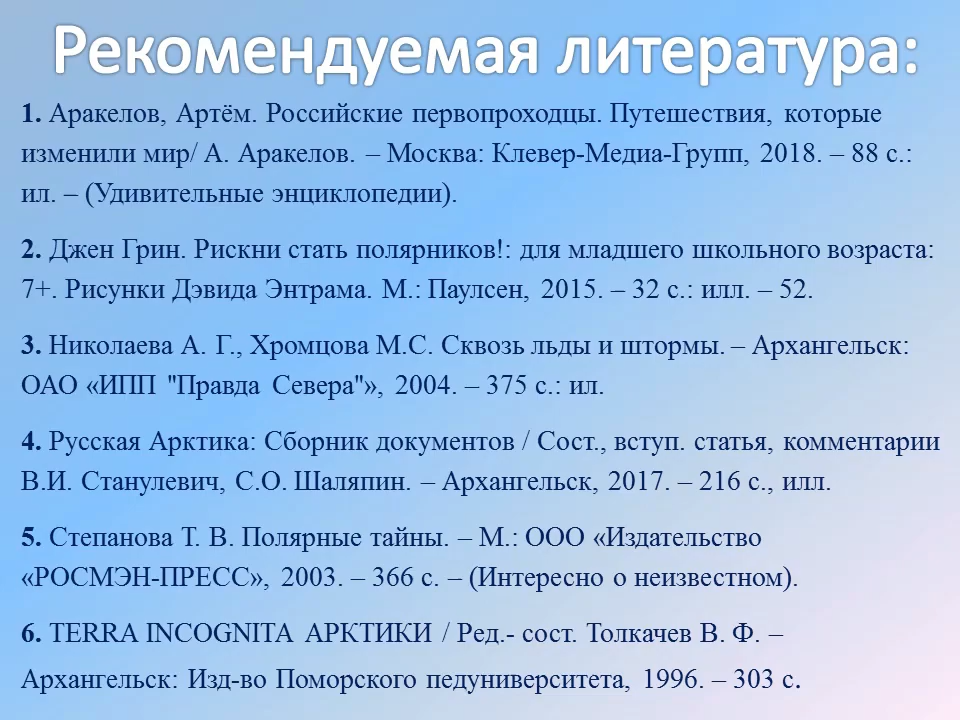 Рекомендуемая литература:
1. Аракелов, Артём. Российские первопроходцы. Путешествия, которые
изменили мир/ А. Аракелов. – Москва: Клевер-Медиа-Групп, 2018. – 88 с.:
ил. – (Удивительные энциклопедии).
2. Джен Грин. Рискни стать полярников!: для младшего школьного возраста:
7+. Рисунки Дэвида Энтрама. М.: Паулсен, 2015. – 32 с.: илл. – 52.
3. Николаева А. Г., Хромцова М.С. Сквозь льды и штормы. – Архангельск:
ОАО «ИПП "Правда Севера"», 2004. – 375 с.: ил.
4. Русская Арктика: Сборник документов / Сост., вступ. статья, комментарии
В.И. Станулевич, С.О. Шаляпин. – Архангельск, 2017. – 216 с., илл.
5. Степанова Т. В. Полярные тайны. – М.: ООО «Издательство
«РОСМЭН-ПРЕСС», 2003. – 366 с. – (Интересно о неизвестном).
6. TERRA INCOGNITA АРКТИКИ / Ред.- сост. Толкачев В. Ф. –
Архангельск: Изд-во Поморского педуниверситета, 1996. – 303 с.